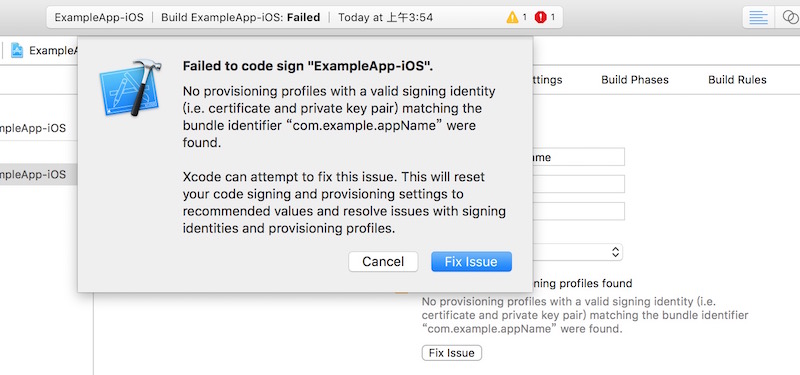 ExampleApp-iOS | Build ExampleApp-iOS: Failed | Today at 上午3:54 1 1
ExampleA
Failed to code sign "ExampleApp-iOS".
No provisioning profiles with a valid signing identity
(i.e. certificate and private key pair) matching the
bundle identifier “com.example.appName” were
found.
Xcode can attempt to fix this issue. This will reset
your code signing and provisioning settings to
recommended values and resolve issues with signing
identities and provisioning profiles.
Cancel Fix Issue
ttings Build Phases Build Rules
mpleApp-iOS
ame
mpleApp-iOS
ning profiles found
No provisioning profiles with a valid signing identity (i.e.
certificate and private key pair) matching the bundle identifier
“com.example.appName” were found.
Fix Issue